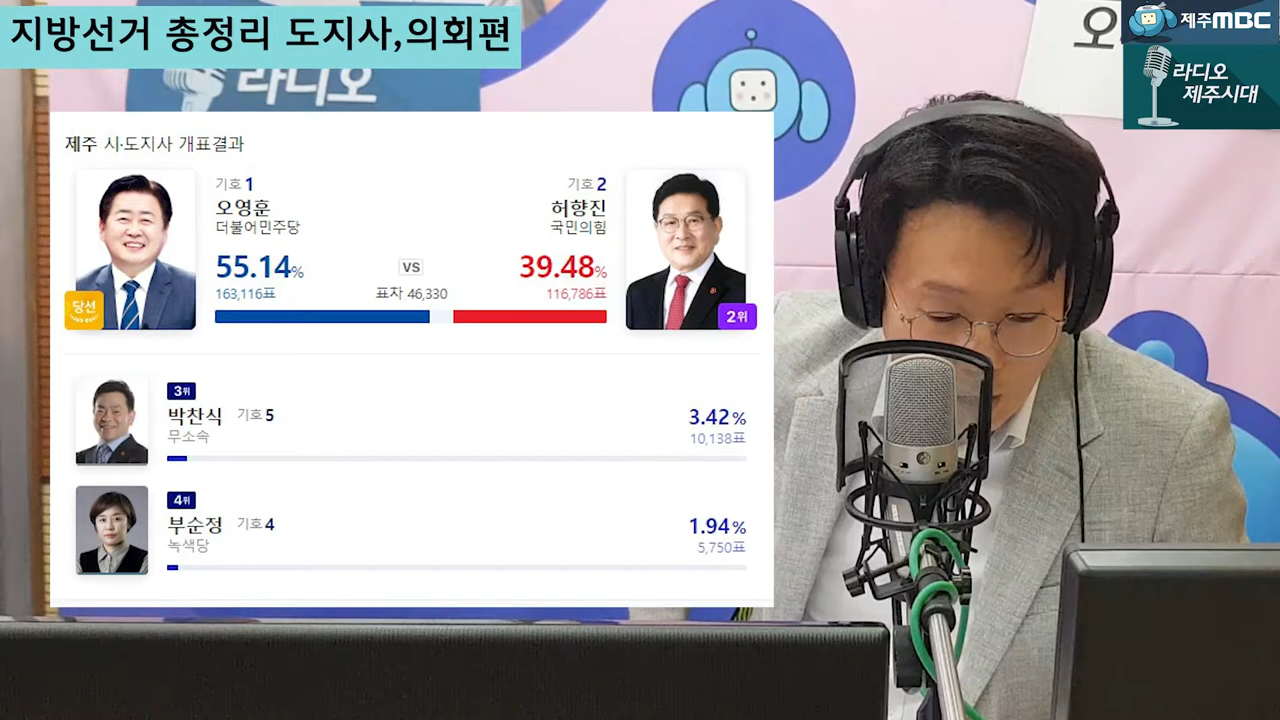 지방선거 총정리 도지사,의회편
제주MBC
라디오
제주시대
오
라디오
제주 시·도지사 개표결과
기호 1
오영훈
더불어민주당
55.14%
163,116표
당선
VS
표차 46,330
기호 2
허향진
국민의힘
39.48%
116,786표
2위
3위
박찬식 기호 5
무소속
3.42%
10,138표
4위
부순정 기호 4
녹색당
1.94%
5,750표